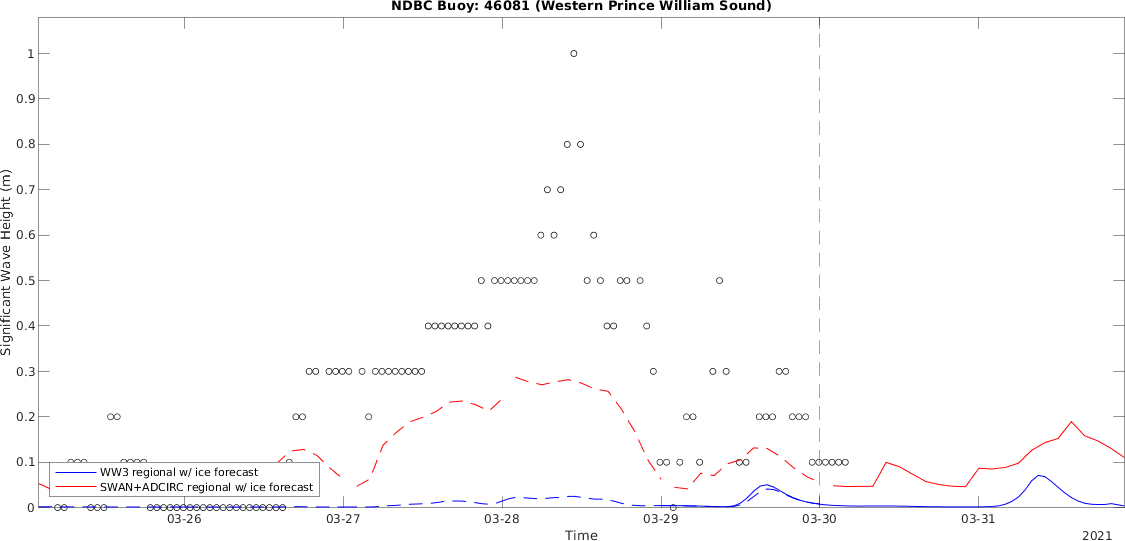 NDBC Buoy: 46081 (Western Prince William Sound)
Significant Wave Height (m)
1
0.9
0.8
0.7
0.6
0.5
0.4
0.3
0.2
0.1
0
WW3 regional w/ ice forecast
SWAN+ADCIRC regional w/ ice forecast
03-26 03-27 03-28 03-29 03-30 03-31
Time
2021